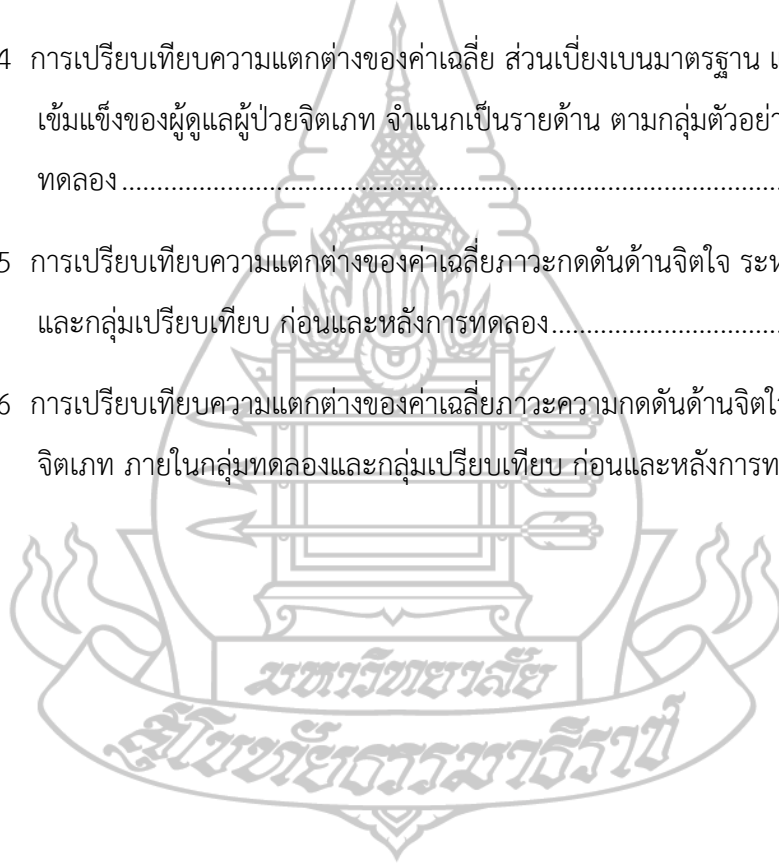 4 การเปรียบเทียบความแตกต่างของค่าเฉลี่ย ส่วนเบี่ยงเบนมาตรฐาน เ
เข้มแข็งของผู้ดูแลผู้ป่วยจิตเภท จำแนกเป็นรายด้าน ตามกลุ่มตัวอย่า
ทดลอง................................................................................................
5 การเปรียบเทียบความแตกต่างของค่าเฉลี่ยภาวะกดดันด้านจิตใจ ระห
และกลุ่มเปรียบเทียบ ก่อนและหลังการทดลอง.................................
6 การเปรียบเทียบความแตกต่างของค่าเฉลี่ยภาวะความกดดันด้านจิตใ
จิตเภท ภายในกลุ่มทดลองและกลุ่มเปรียบเทียบ ก่อนและหลังการท
มหาวิทยาลัย
สุโขทัยธรรมาธิราช